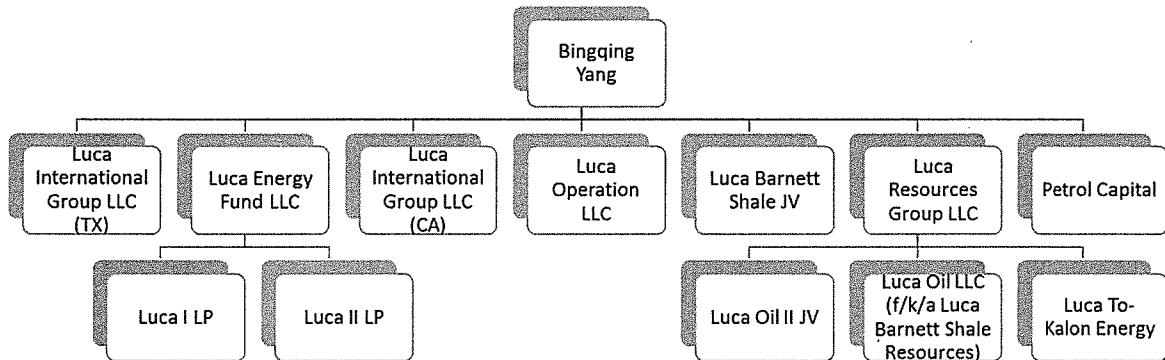 Bingqing
Yang
Luca
International
Group LLC
(TX)
Luca Energy
Fund LLC
Luca
International
Group LLC
(CA)
Luca
Operation
LLC
Luca Barnett
Shale JV
Luca
Resources
Group LLC
Petrol Capital
Luca I LP
Luca II LP
Luca Oil II JV
Luca Oil LLC
(f/k/a Luca
Barnett Shale
Resources)
Luca To-
Kalon Energy